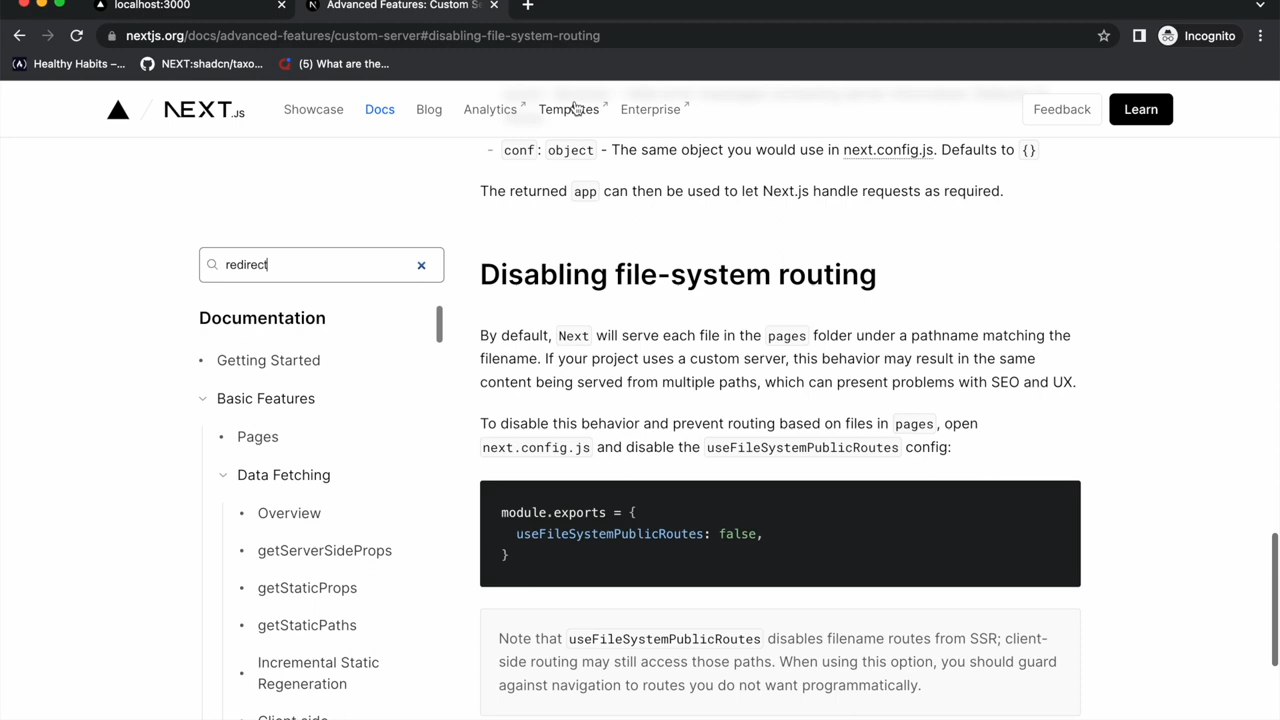 localhost:3000
Advanced Features: Custom Se
nextjs.org/docs/advanced-features/custom-server#disabling-file-system-routing
Incognito
Healthy Habits –...
NEXT:shadcn/taxo...
(5) What are the...
NEXT.JS
Showcase
Docs
Blog
Analytics
Templates
Enterprise
Feedback
Learn
- conf: object - The same object you would use in next.config.js. Defaults to {}
The returned app can then be used to let Next.js handle requests as required.
redirect
Documentation
Getting Started
Basic Features
Pages
Data Fetching
Overview
getServerSideProps
getStaticProps
getStaticPaths
Incremental Static
Regeneration
Client side
Disabling file-system routing
By default, Next will serve each file in the pages folder under a pathname matching the
filename. If your project uses a custom server, this behavior may result in the same
content being served from multiple paths, which can present problems with SEO and UX.
To disable this behavior and prevent routing based on files in pages, open
next.config.js and disable the useFileSystemPublicRoutes config:
module.exports = {
useFileSystemPublicRoutes: false,
}
Note that useFileSystemPublicRoutes disables filename routes from SSR; client-
side routing may still access those paths. When using this option, you should guard
against navigation to routes you do not want programmatically.